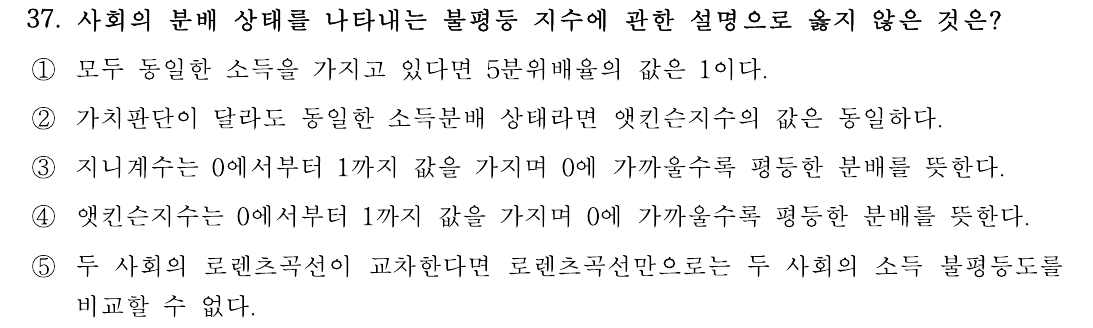 37. 사회의 분배 상태를 나타내는 불평등 지수에 관한 설명으로 옳지 않은 것은?
① 모두 동일한 소득을 가지고 있다면 5분위배율의 값은 1이다.
② 가치판단이 달라도 동일한 소득분배 상태라면 앳킨슨지수의 값은 동일하다.
③ 지니계수는 0에서부터 1까지 값을 가지며 0에 가까울수록 평등한 분배를 뜻한다.
④ 앳킨슨지수는 0에서부터 1까지 값을 가지며 0에 가까울수록 평등한 분배를 뜻한다.
⑤ 두 사회의 로렌츠곡선이 교차한다면 로렌츠곡선만으로는 두 사회의 소득 불평등도를
비교할 수 없다.